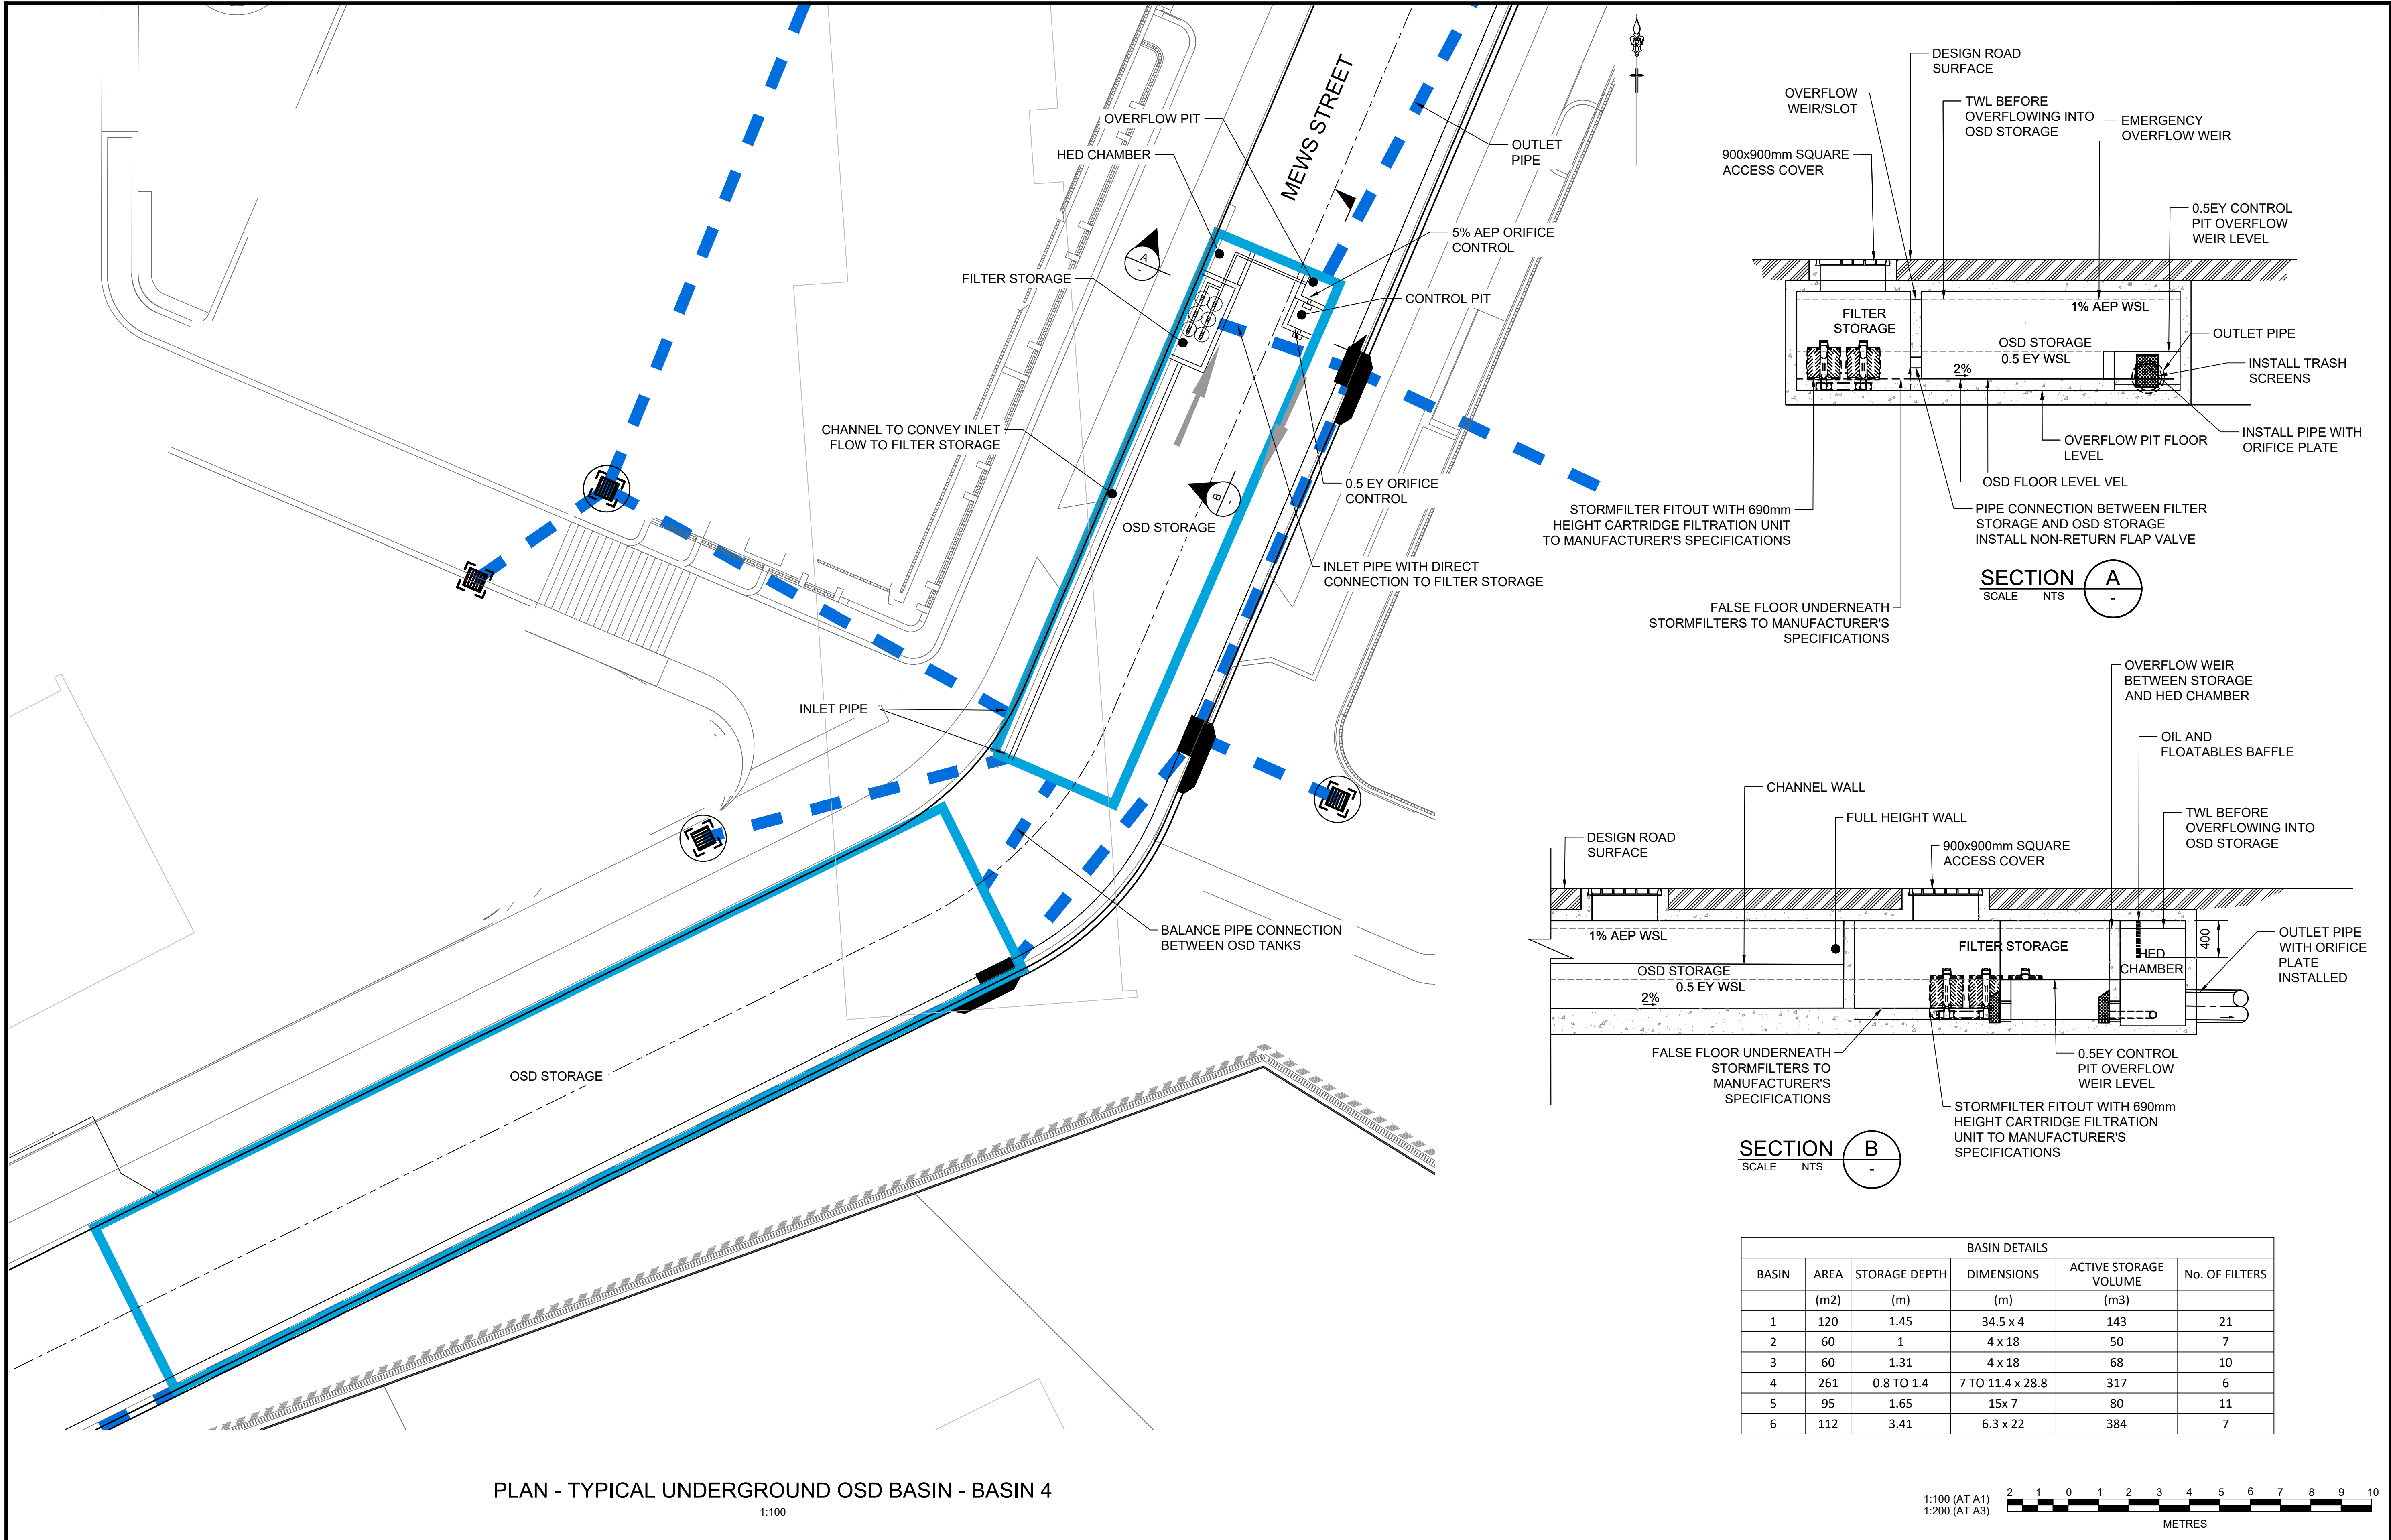 OVERFLOW PIT
HED CHAMBER
FILTER STORAGE
CHANNEL TO CONVEY INLET
FLOW TO FILTER STORAGE
INLET PIPE
MEWS STREET
OUTLET
PIPE
5% AEP ORIFICE
CONTROL
CONTROL PIT
0.5 EY ORIFICE
CONTROL
INLET PIPE WITH DIRECT
CONNECTION TO FILTER STORAGE
A
-
B
-
OSD STORAGE
BALANCE PIPE CONNECTION
BETWEEN OSD TANKS
OSD STORAGE
PLAN - TYPICAL UNDERGROUND OSD BASIN - BASIN 4
1:100
DESIGN ROAD
SURFACE
OVERFLOW
WEIR/SLOT
TWL BEFORE
OVERFLOWING INTO
OSD STORAGE
EMERGENCY
OVERFLOW WEIR
900x900mm SQUARE
ACCESS COVER
0.5EY CONTROL
PIT OVERFLOW
WEIR LEVEL
1% AEP WSL
FILTER
STORAGE
OSD STORAGE
0.5 EY WSL
2%
OUTLET PIPE
INSTALL TRASH
SCREENS
INSTALL PIPE WITH
ORIFICE PLATE
OVERFLOW PIT FLOOR
LEVEL
OSD FLOOR LEVEL VEL
STORMFILTER FITOUT WITH 690mm
HEIGHT CARTRIDGE FILTRATION UNIT
TO MANUFACTURER'S SPECIFICATIONS
PIPE CONNECTION BETWEEN FILTER
STORAGE AND OSD STORAGE
INSTALL NON-RETURN FLAP VALVE
FALSE FLOOR UNDERNEATH
STORMFILTERS TO MANUFACTURER'S
SPECIFICATIONS
SECTION A
SCALE NTS -
OVERFLOW WEIR
BETWEEN STORAGE
AND HED CHAMBER
OIL AND
FLOATABLES BAFFLE
CHANNEL WALL
FULL HEIGHT WALL
TWL BEFORE
OVERFLOWING INTO
OSD STORAGE
DESIGN ROAD
SURFACE
900x900mm SQUARE
ACCESS COVER
1% AEP WSL
FILTER STORAGE
400
HED
CHAMBER
OUTLET PIPE
WITH ORIFICE
PLATE
INSTALLED
OSD STORAGE
0.5 EY WSL
2%
FALSE FLOOR UNDERNEATH
STORMFILTERS TO
MANUFACTURER'S
SPECIFICATIONS
0.5EY CONTROL
PIT OVERFLOW
WEIR LEVEL
STORMFILTER FITOUT WITH 690mm
HEIGHT CARTRIDGE FILTRATION
UNIT TO MANUFACTURER'S
SPECIFICATIONS
SECTION B
SCALE NTS -
BASIN DETAILS
BASIN AREA STORAGE DEPTH DIMENSIONS ACTIVE STORAGE VOLUME No. OF FILTERS
(m2) (m) (m) (m3)
1 120 1.45 34.5 x 4 143 21
2 60 1 4 x 18 50 7
3 60 1.31 4 x 18 68 10
4 261 0.8 TO 1.4 7 TO 11.4 x 28.8 317 6
5 95 1.65 15x 7 80 11
6 112 3.41 6.3 x 22 384 7
1:100 (AT A1)
1:200 (AT A3)
2 1 0 1 2 3 4 5 6 7 8 9 10
METRES